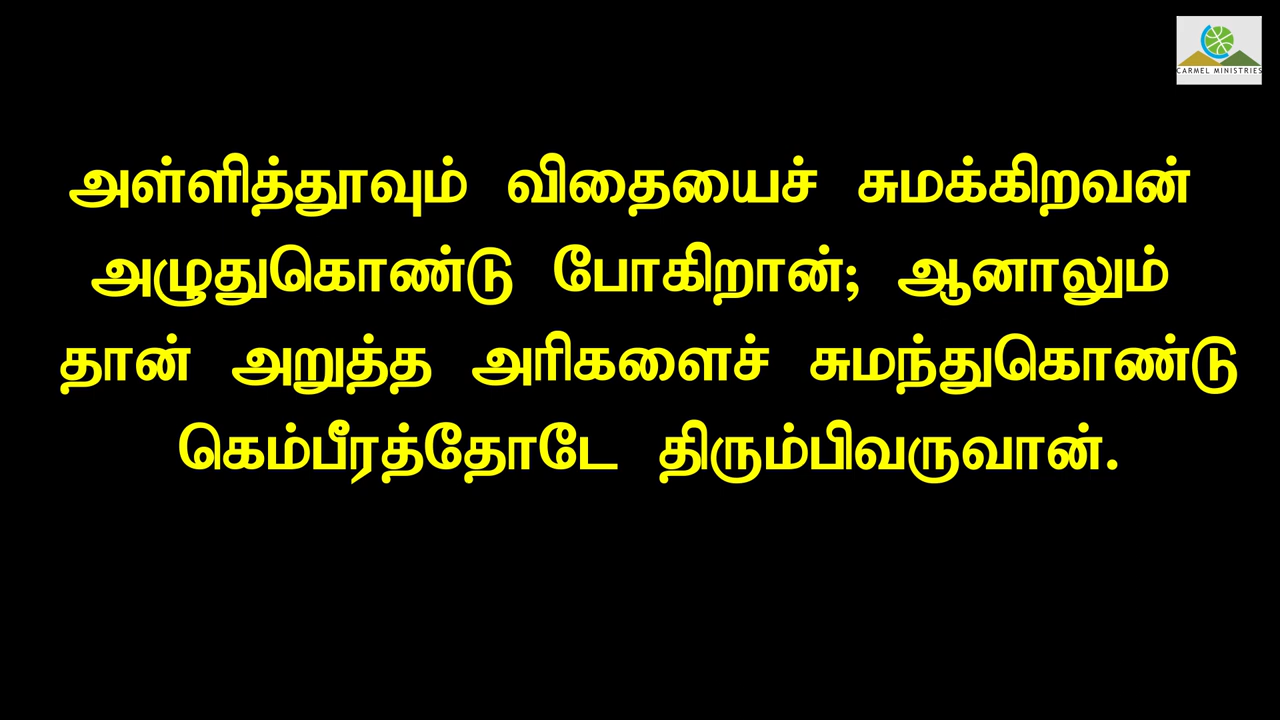 CARMEL MINISTRIES
அள்ளித்தூவும் விதையைச் சுமக்கிறவன்
அழுதுகொண்டு போகிறான்; ஆனாலும்
தான் அறுத்த அரிகளைச் சுமந்துகொண்டு
கெம்பீரத்தோடே திரும்பிவருவான்.